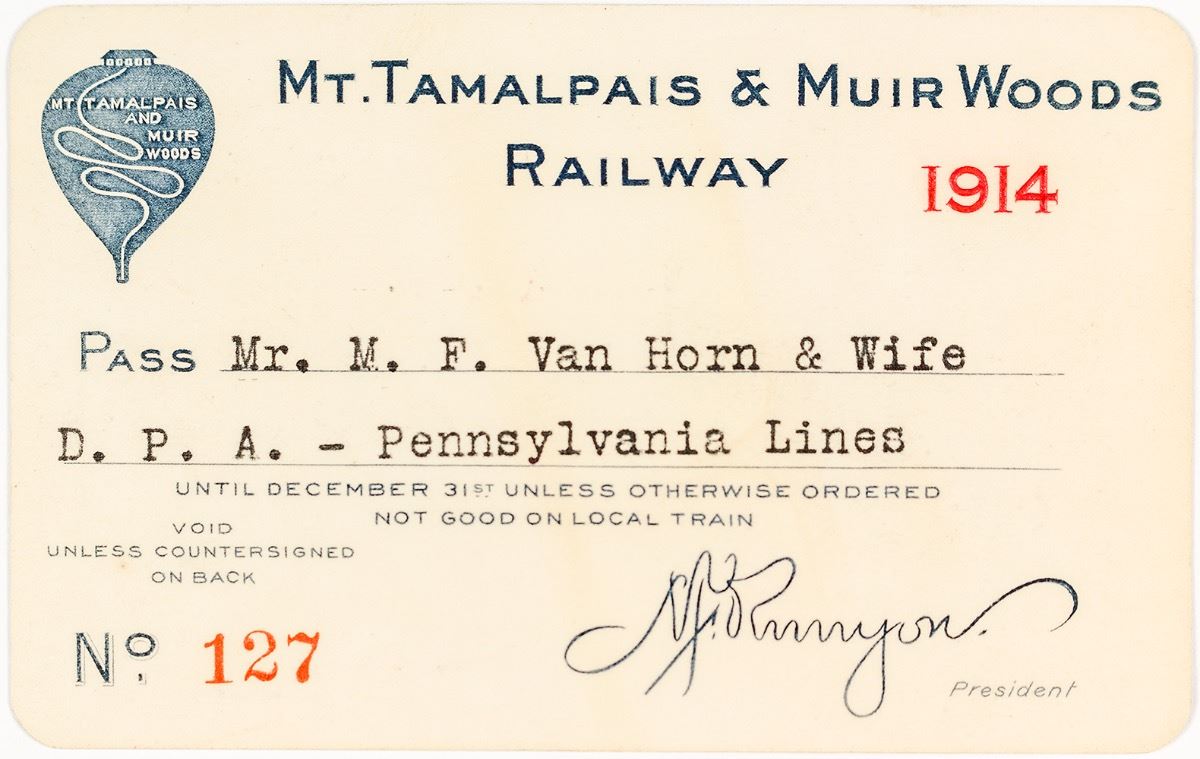 MT. TAMALPAIS
AND
MUIR
WOODS
MT. TAMALPAIS & MUIR WOODS
RAILWAY
1914
PASS Mr. M. F. Van Horn & Wife
D. P. A. - Pennsylvania Lines
UNTIL DECEMBER 31ST UNLESS OTHERWISE ORDERED
NOT GOOD ON LOCAL TRAIN
VOID
UNLESS COUNTERSIGNED
ON BACK
No. 127
Runyon.
President